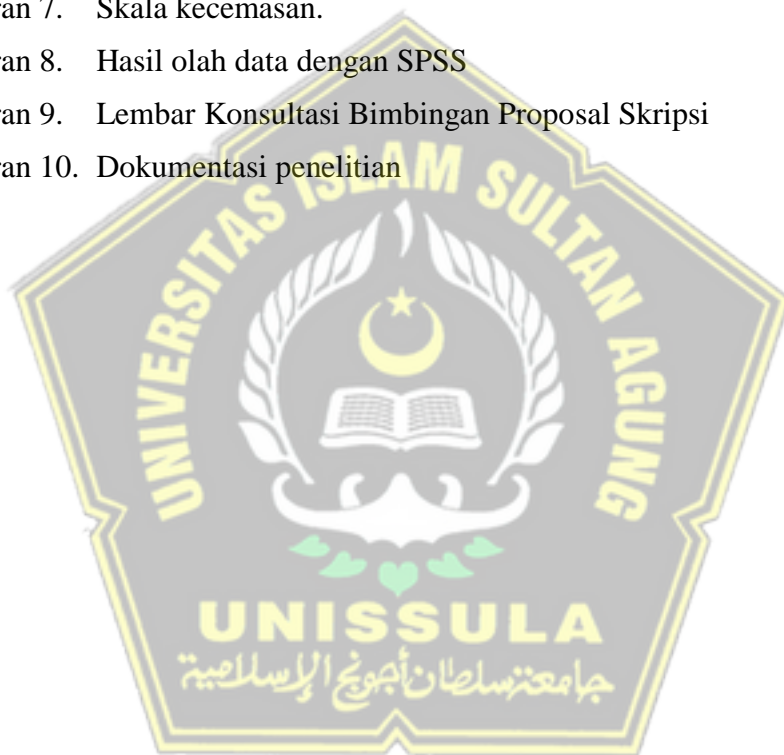 ran 7. Skala kecemasan.
ran 8. Hasil olah data dengan SPSS
ran 9. Lembar Konsultasi Bimbingan Proposal Skripsi
ran 10. Dokumentasi penelitian
UNIVERSITAS ISLAM SULTAN AGUNG
UNISSULA
جامعة سلطان أجونج الإسلامية